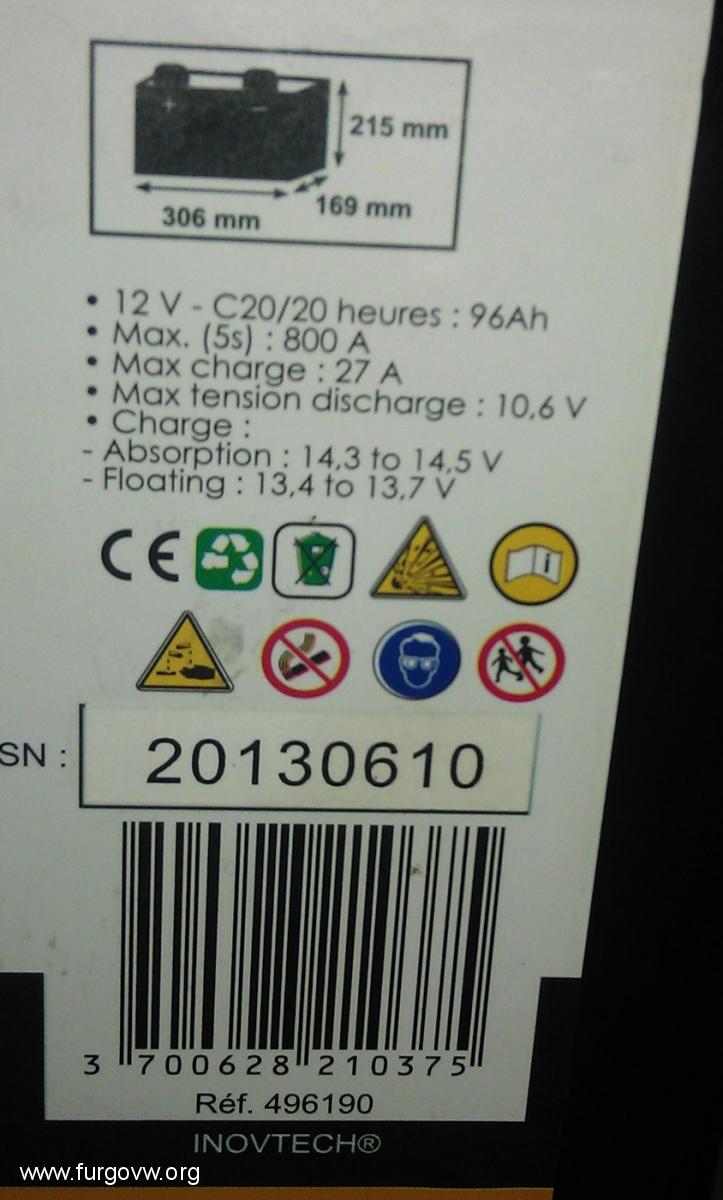 215 mm
169 mm
306 mm
• 12 V - C20/20 heures : 96Ah
• Max. (5s) : 800 A
• Max charge : 27 A
• Max tension discharge : 10,6 V
• Charge :
- Absorption : 14,3 to 14,5 V
- Floating : 13,4 to 13,7 V
CE
SN : 20130610
3 700628 210375
Réf. 496190
INOVTECH®
www.furgovw.org